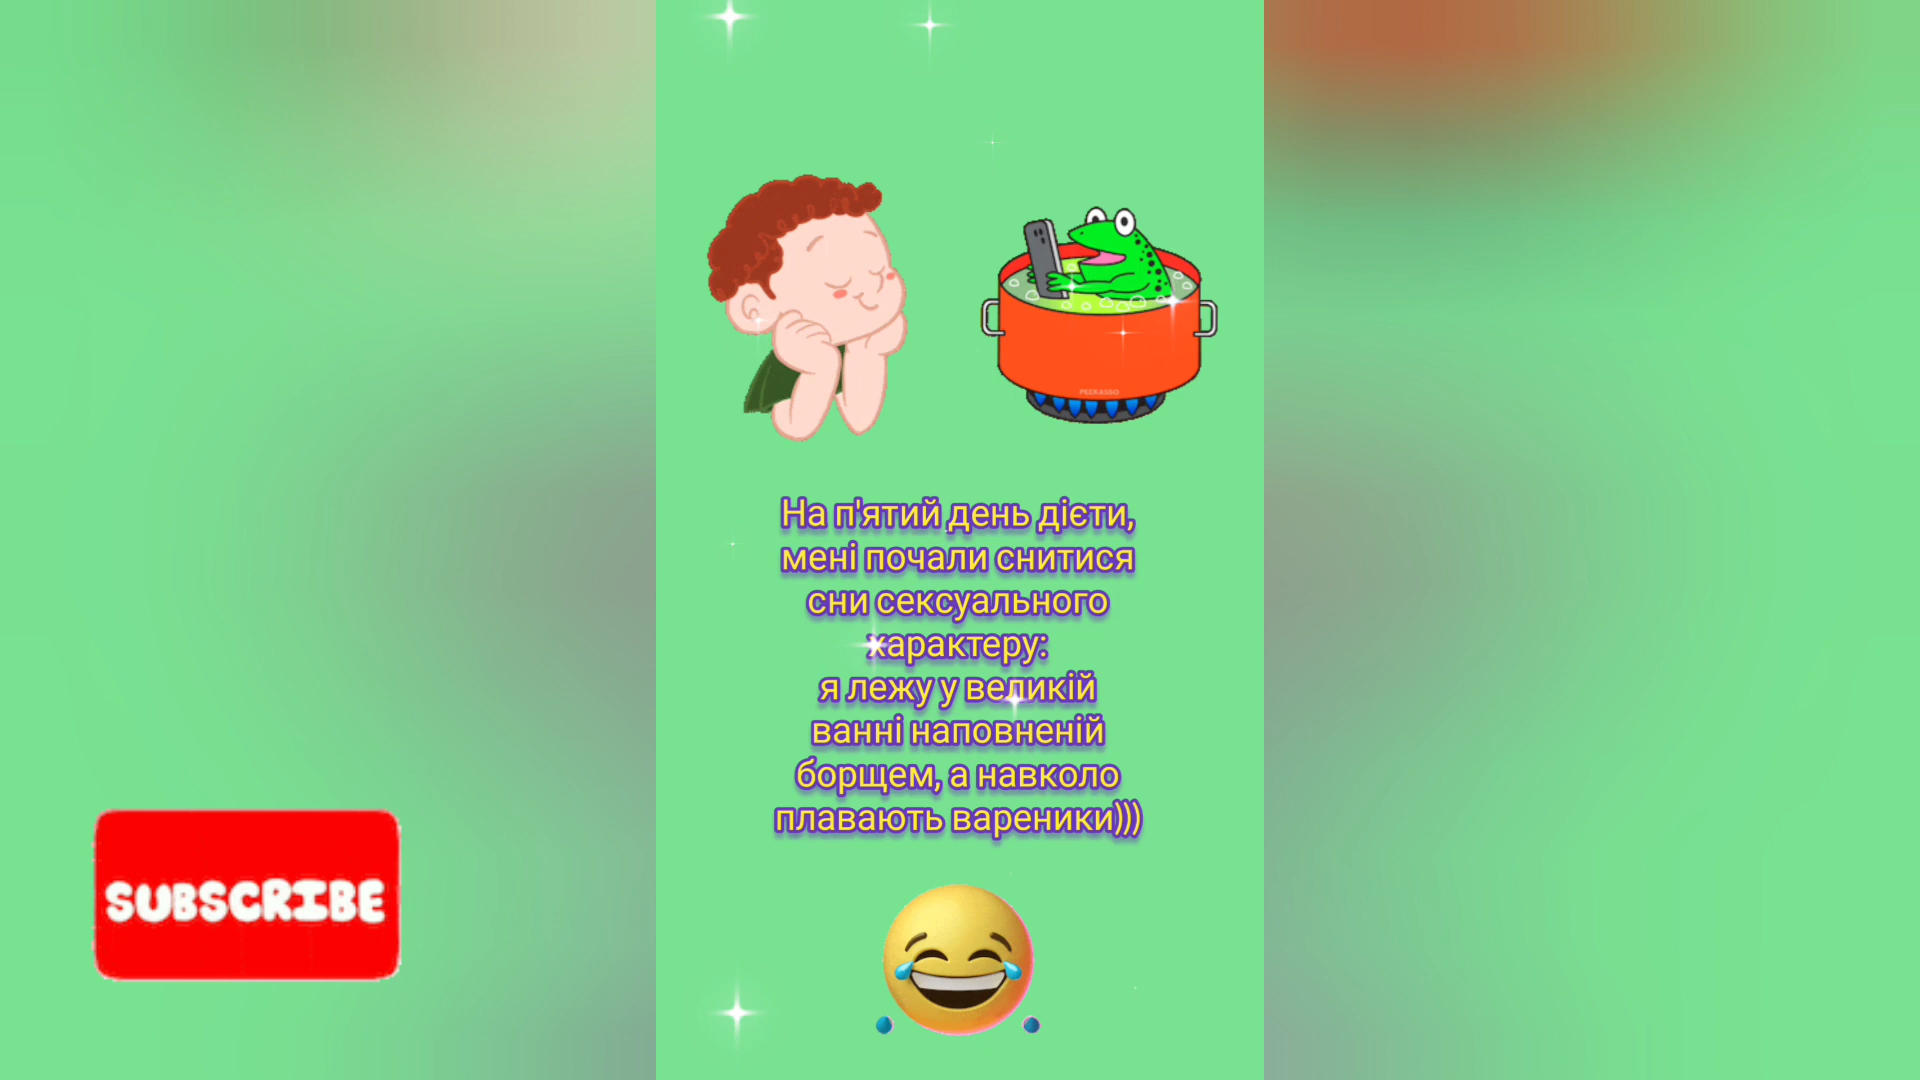 PEEKASSO
На п'ятий день дієти,
мені почали снитися
сни сексуального
характеру:
я лежу у великій
ванні наповненій
борщем, а навколо
плавають вареники)))
SUBSCRIBE